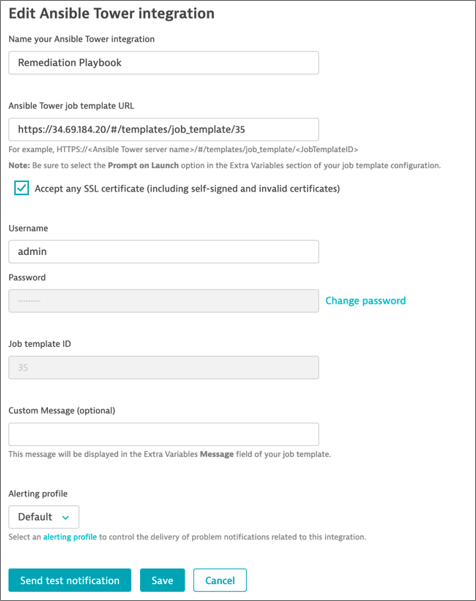 Edit Ansible Tower integration
Name your Ansible Tower integration
Remediation Playbook
Ansible Tower job template URL
https://34.69.184.20/#/templates/job_template/35
For example, HTTPS://<Ansible Tower server name>/#/templates/job_template/<JobTemplateID>
Note: Be sure to select the Prompt on Launch option in the Extra Variables section of your job template configuration.
Accept any SSL certificate (including self-signed and invalid certificates)
Username
admin
Password
--------
Change password
Job template ID
35
Custom Message (optional)
This message will be displayed in the Extra Variables Message field of your job template.
Alerting profile
Default
Select an alerting profile to control the delivery of problem notifications related to this integration.
Send test notification Save Cancel